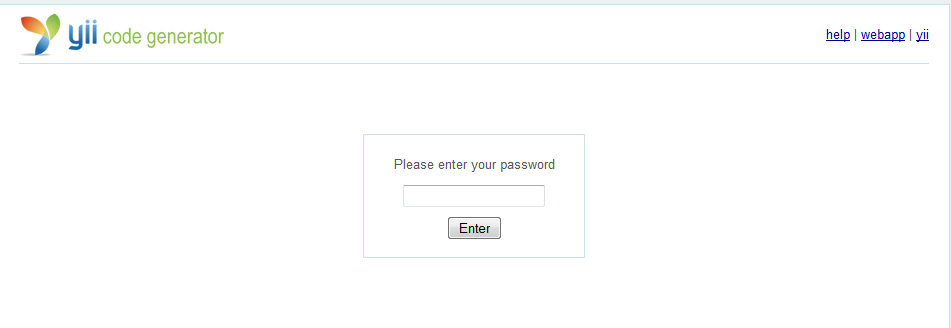 yii code generator
help | webapp | yii
Please enter your password
Enter